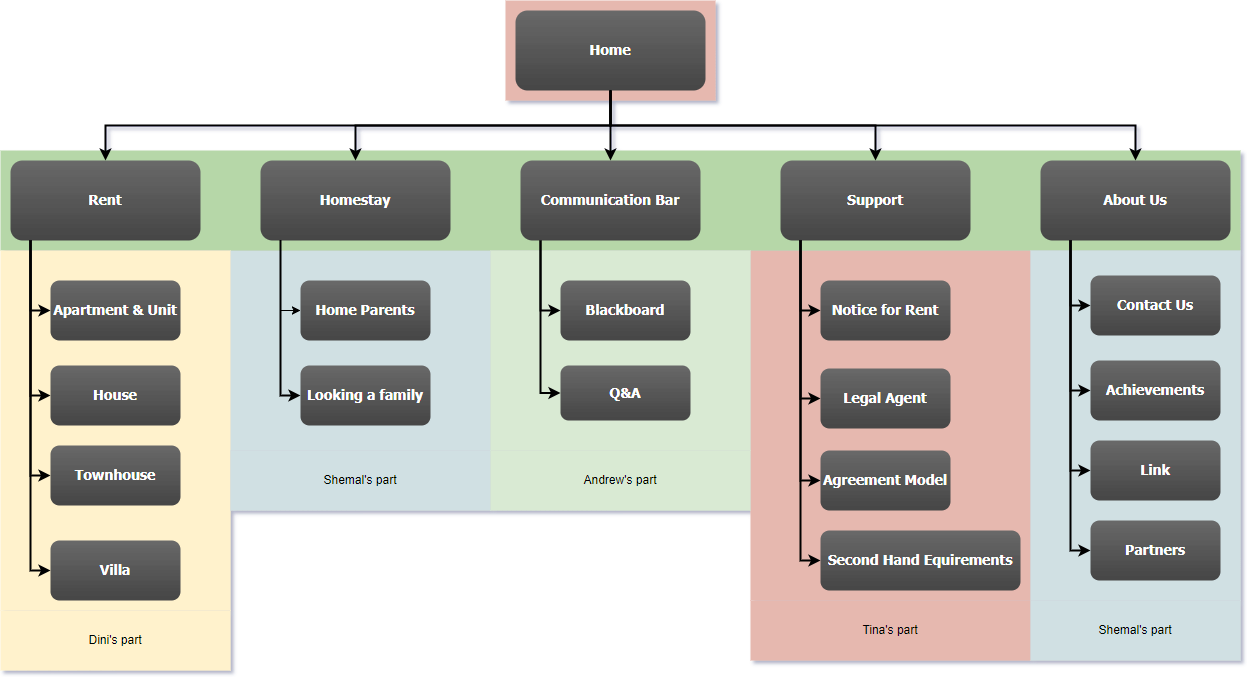 Home
Rent
Homestay
Communication Bar
Support
About Us
Apartment & Unit
House
Townhouse
Villa
Dini's part
Home Parents
Looking a family
Shemal's part
Blackboard
Q&A
Andrew's part
Notice for Rent
Legal Agent
Agreement Model
Second Hand Equirements
Tina's part
Contact Us
Achievements
Link
Partners
Shemal's part